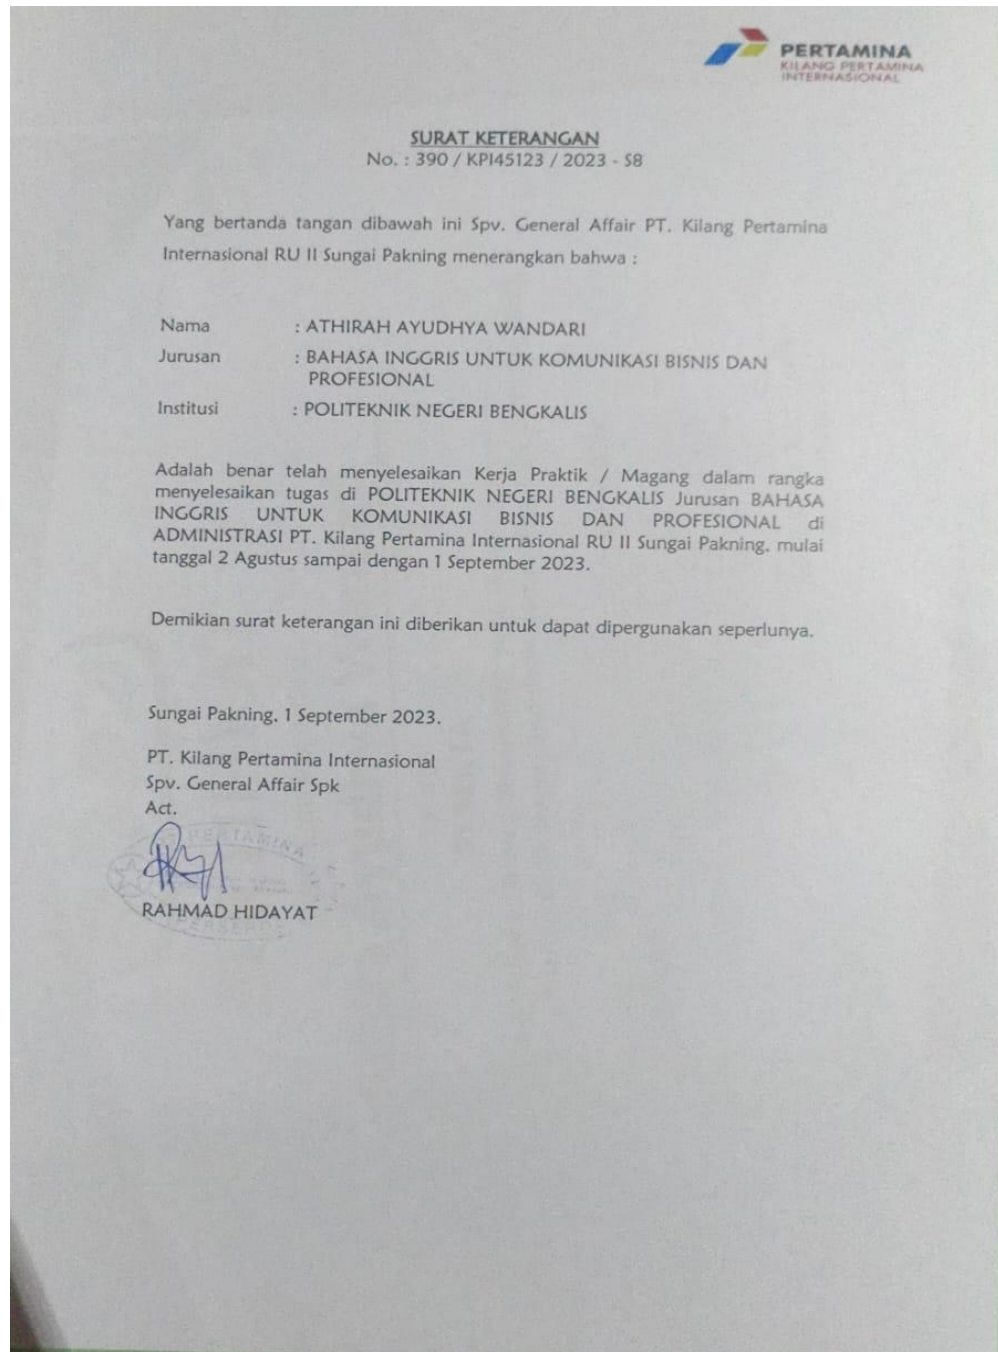 PERTAMINA
KILANG PERTAMINA
INTERNASIONAL
SURAT KETERANGAN
No. : 390 / KPI45123 / 2023 - S8
Yang bertanda tangan dibawah ini Spv. General Affair PT. Kilang Pertamina
Internasional RU II Sungai Pakning menerangkan bahwa :
Nama : ATHIRAH AYUDHYA WANDARI
Jurusan : BAHASA INGGRIS UNTUK KOMUNIKASI BISNIS DAN
PROFESIONAL
Institusi : POLITEKNIK NEGERI BENGKALIS
Adalah benar telah menyelesaikan Kerja Praktik / Magang dalam rangka
menyelesaikan tugas di POLITEKNIK NEGERI BENGKALIS Jurusan BAHASA
INGGRIS UNTUK KOMUNIKASI BISNIS DAN PROFESIONAL di
ADMINISTRASI PT. Kilang Pertamina Internasional RU II Sungai Pakning, mulai
tanggal 2 Agustus sampai dengan 1 September 2023.
Demikian surat keterangan ini diberikan untuk dapat dipergunakan seperlunya.
Sungai Pakning, 1 September 2023.
PT. Kilang Pertamina Internasional
Spv. General Affair Spk
Act.
PERTAMINA
RAHMAD HIDAYAT